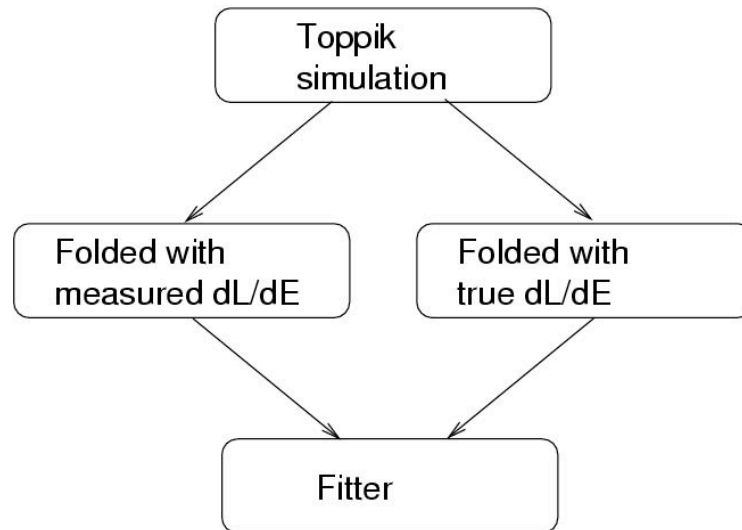 Toppik
simulation
Folded with
measured dL/dE
Folded with
true dL/dE
Fitter